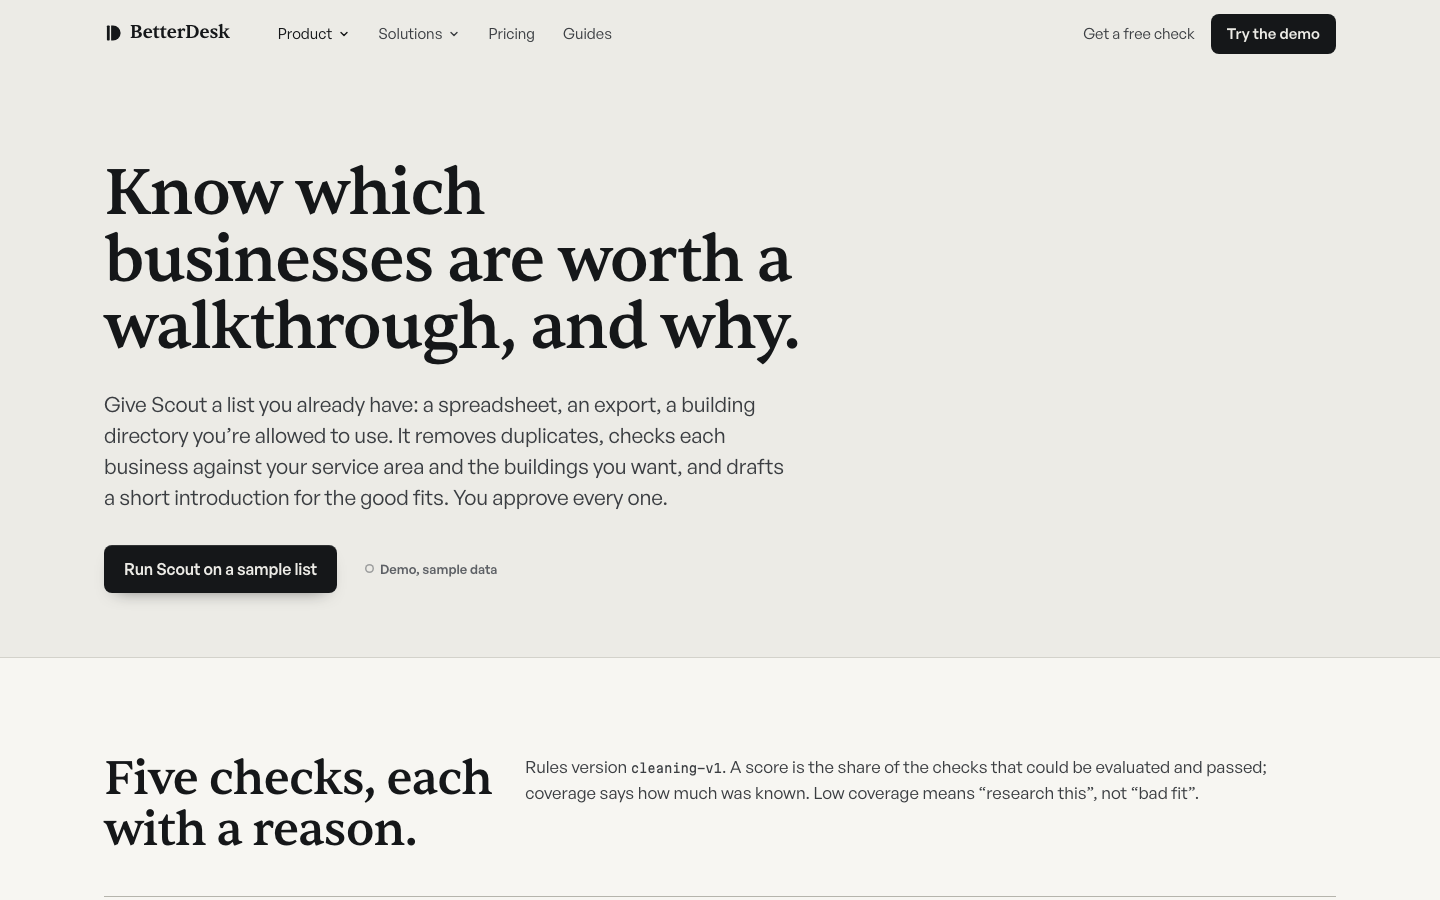 BetterDesk
Product
Solutions
Pricing
Guides
Get a free check
Try the demo
Know which
businesses are worth a
walkthrough, and why.
Give Scout a list you already have: a spreadsheet, an export, a building
directory you’re allowed to use. It removes duplicates, checks each
business against your service area and the buildings you want, and drafts
a short introduction for the good fits. You approve every one.
Run Scout on a sample list
Demo, sample data
Five checks, each
with a reason.
Rules version cleaning-v1. A score is the share of the checks that could be evaluated and passed;
coverage says how much was known. Low coverage means “research this”, not “bad fit”.